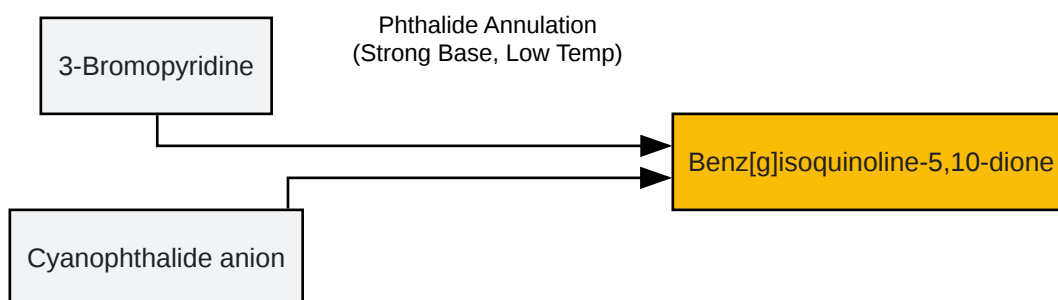 Phthalide Annulation
(Strong Base, Low Temp)
3-Bromopyridine
Benz[g]isoquinoline-5,10-dione
Cyanophthalide anion